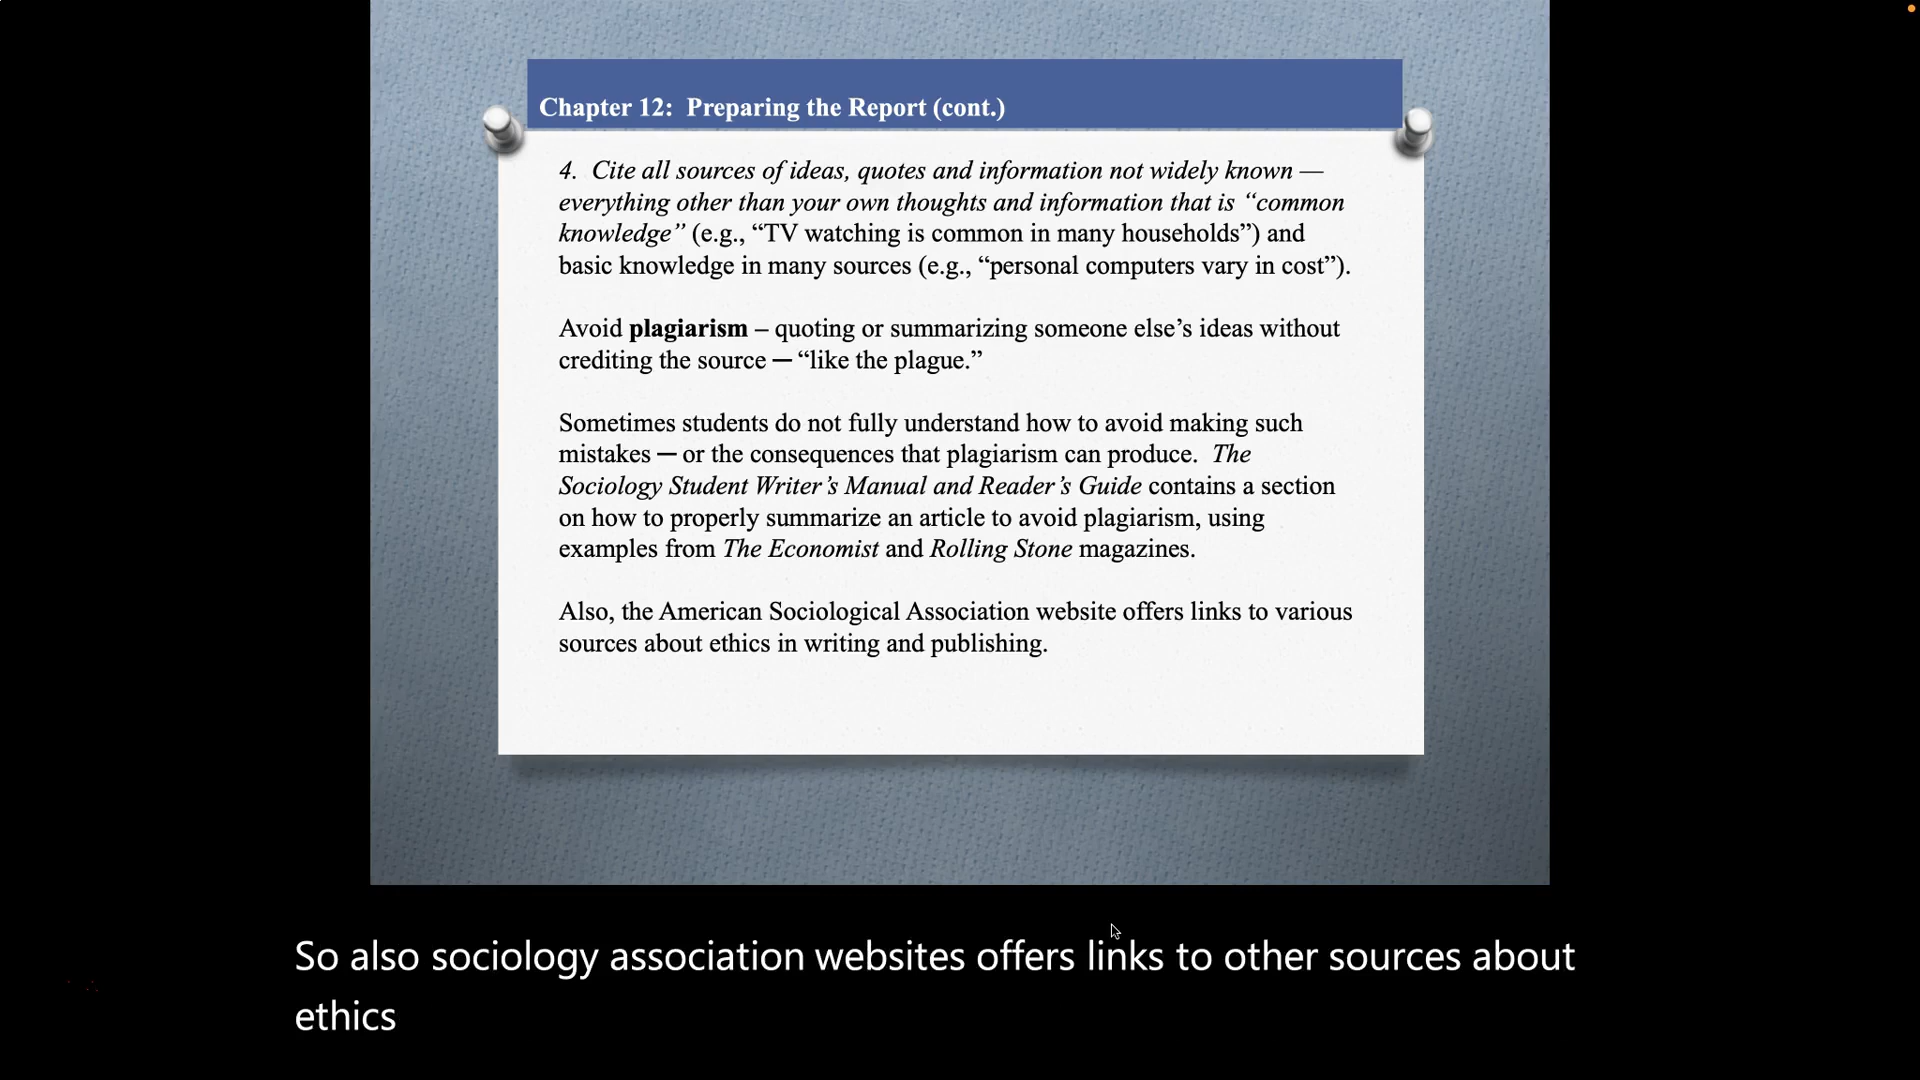 Chapter 12:  Preparing the Report (cont.)
4.  Cite all sources of ideas, quotes and information not widely known —
everything other than your own thoughts and information that is “common
knowledge” (e.g., “TV watching is common in many households”) and
basic knowledge in many sources (e.g., “personal computers vary in cost”).
Avoid plagiarism – quoting or summarizing someone else’s ideas without
crediting the source — “like the plague.”
Sometimes students do not fully understand how to avoid making such
mistakes — or the consequences that plagiarism can produce.  The
Sociology Student Writer’s Manual and Reader’s Guide contains a section
on how to properly summarize an article to avoid plagiarism, using
examples from The Economist and Rolling Stone magazines.
Also, the American Sociological Association website offers links to various
sources about ethics in writing and publishing.
So also sociology association websites offers links to other sources about
ethics